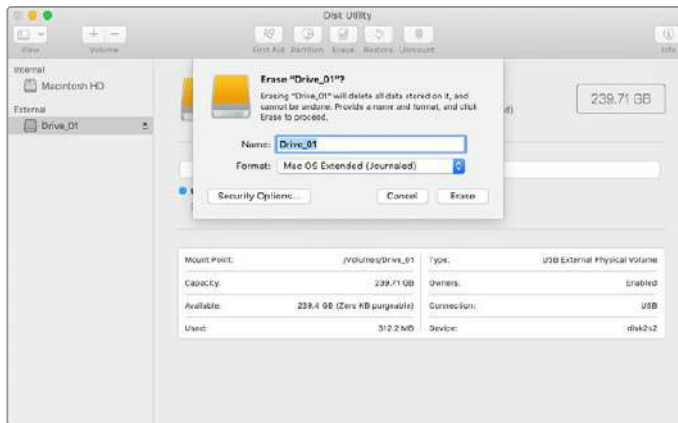 Disk Utility
View
Volume
First Aid Partition Erase Restore Unmount
Info
Internal
Macintosh HD
External
Drive_01
239.71 GB
Erase "Drive_01"?
Erasing "Drive_01" will delete all data stored on it, and
cannot be undone. Provide a name and format, and click
Erase to proceed.
Name: Drive_01
Format: Mac OS Extended (Journaled)
Security Options...
Cancel
Erase
Mount Point: /Volumes/Drive_01
Type: USB External Physical Volume
Capacity: 239.71 GB
Owners: Enabled
Available: 239.4 GB (Zero KB purgeable)
Connection: USB
Used: 312.2 MB
Device: disk2s2